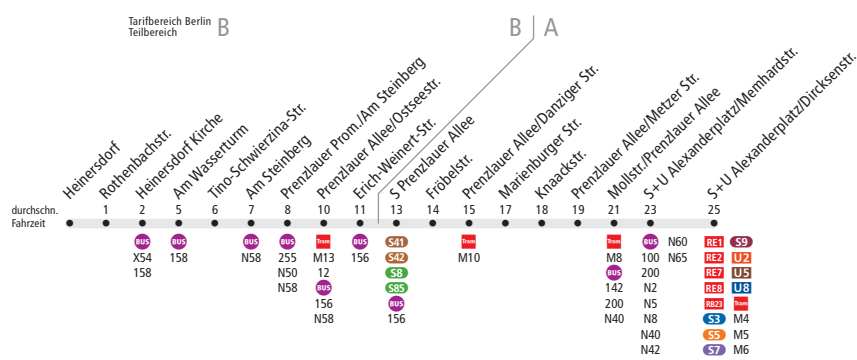 Tarifbereich Berlin
Teilbereich B
B A
Heinersdorf
Rothenbachstr.
Heinersdorf Kirche
Am Wasserturm
Tino-Schwierzina-Str.
Am Steinberg
Prenzlauer Prom./Am Steinberg
Prenzlauer Allee/Ostseestr.
Erich-Weinert-Str.
S Prenzlauer Allee
Fröbelstr.
Prenzlauer Allee/Danziger Str.
Marienburger Str.
Knaackstr.
Prenzlauer Allee/Metzer Str.
Mollstr./Prenzlauer Allee
S+U Alexanderplatz/Memhardstr.
S+U Alexanderplatz/Dircksenstr.
durchschn. 1 2 5 6 7 8 10 11 13 14 15 17 18 19 21 23 25
Fahrzeit
BUS BUS BUS BUS Tram BUS S41 Tram Tram BUS N60 RE1 S9
X54 158 N58 255 M13 156 S42 M10 M8 100 N65 RE2 U2
158 N50 12 S8 BUS 200 RE7 U5
N58 BUS S85 142 N2 RE8 U8
156 BUS 200 N5 RB23 Tram
N58 156 N40 N8 S3 M4
N40 S5 M5
N42 S7 M6